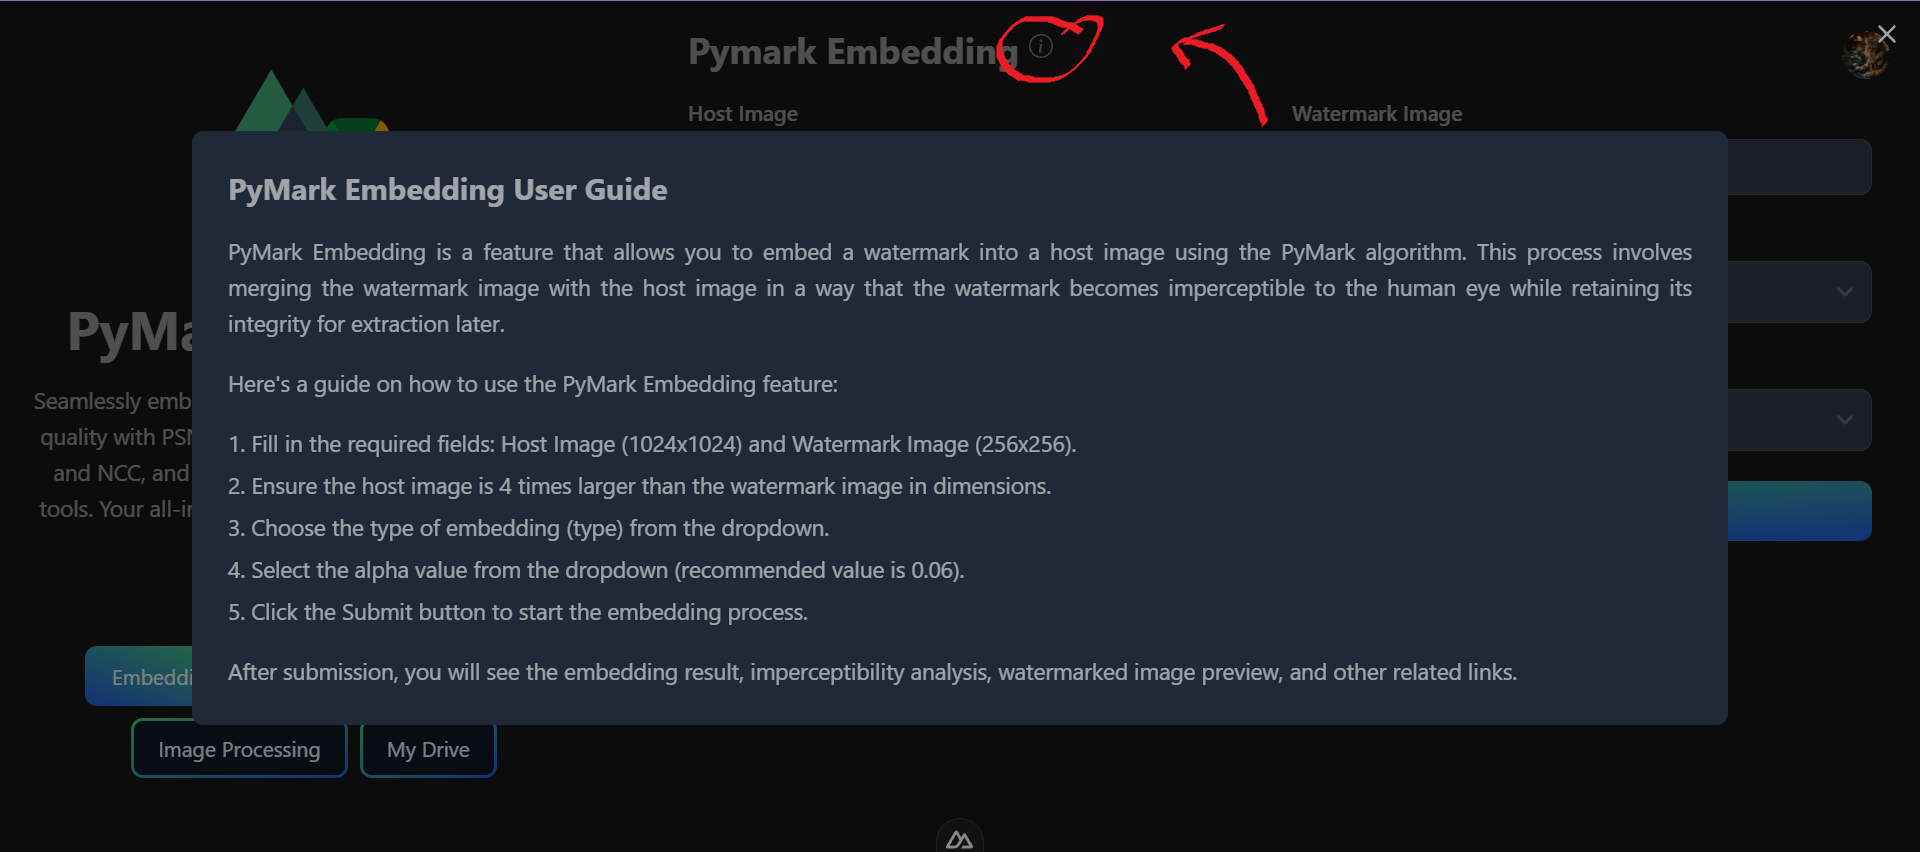 Pymark Embedding
Host Image
Watermark Image
PyMark Embedding User Guide
PyMark Embedding is a feature that allows you to embed a watermark into a host image using the PyMark algorithm. This process involves
merging the watermark image with the host image in a way that the watermark becomes imperceptible to the human eye while retaining its
integrity for extraction later.
Here's a guide on how to use the PyMark Embedding feature:
1. Fill in the required fields: Host Image (1024x1024) and Watermark Image (256x256).
2. Ensure the host image is 4 times larger than the watermark image in dimensions.
3. Choose the type of embedding (type) from the dropdown.
4. Select the alpha value from the dropdown (recommended value is 0.06).
5. Click the Submit button to start the embedding process.
After submission, you will see the embedding result, imperceptibility analysis, watermarked image preview, and other related links.
PyMa
Seamlessly emb
quality with PSN
and NCC, and
tools. Your all-in
Embeddi
Image Processing
My Drive